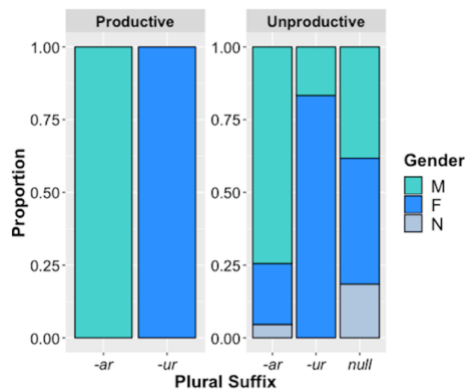 Productive
Unproductive
1.00
0.75
0.50
0.25
0.00
1.00
0.75
0.50
0.25
0.00
Proportion
-ar
-ur
-ar
-ur
null
Plural Suffix
Gender
M
F
N